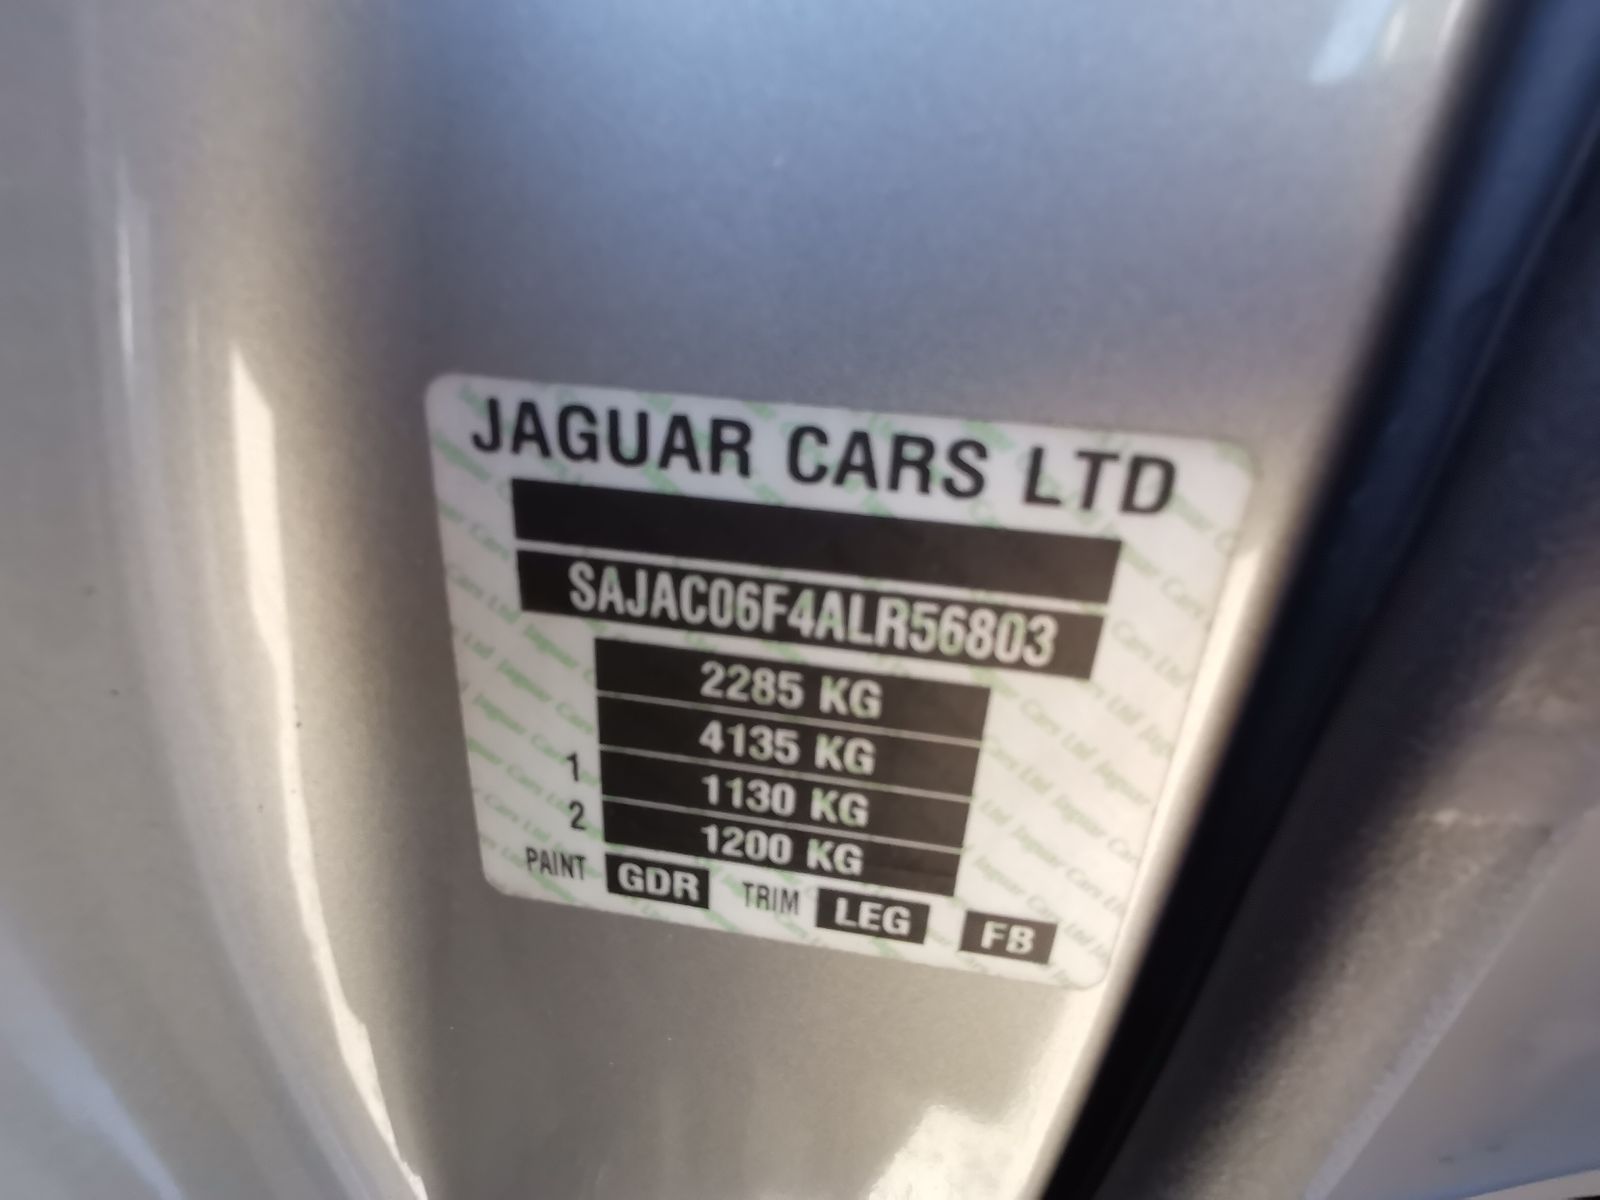 JAGUAR CARS LTD
SAJAC06F4ALR56803
2285 KG
4135 KG
1 1130 KG
2 1200 KG
PAINT GDR TRIM LEG FB